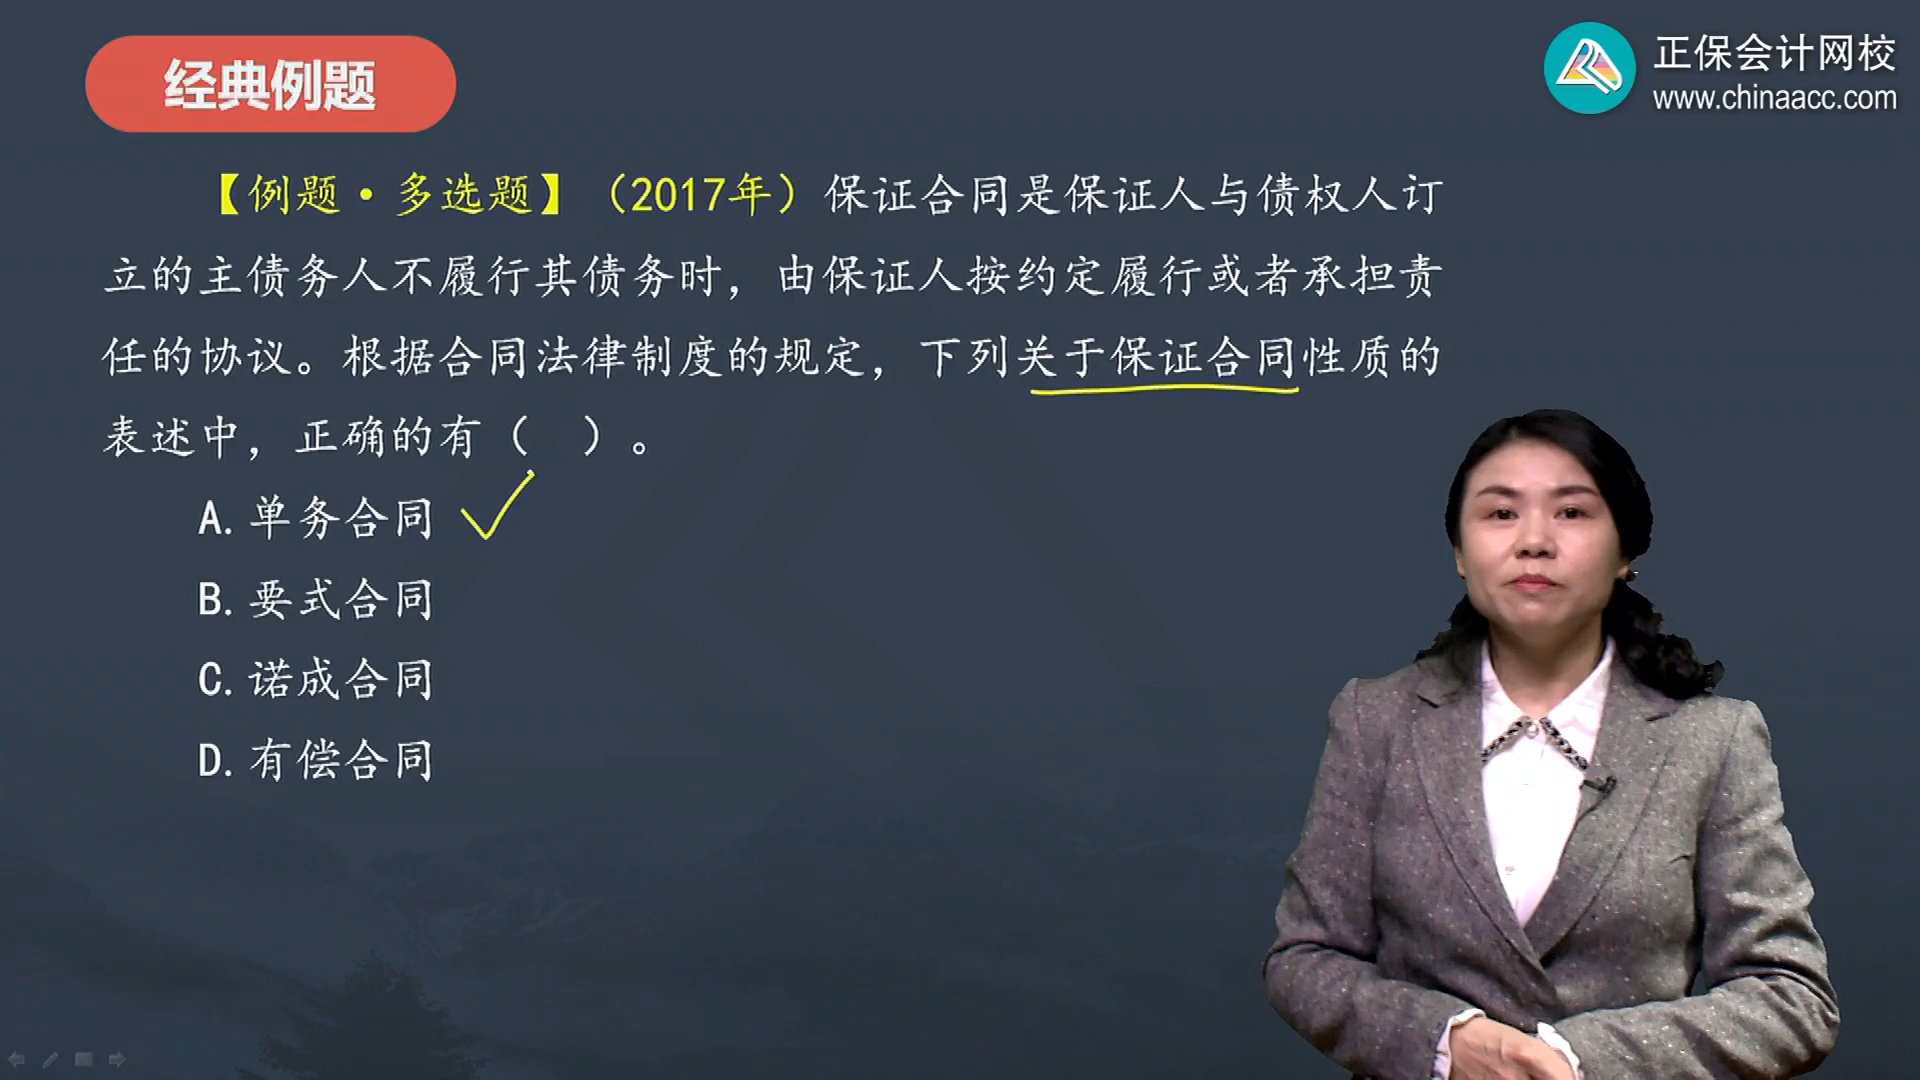 经典例题
正保会计网校
www.chinaacc.com
【例题·多选题】（2017年）保证合同是保证人与债权人订
立的主债务人不履行其债务时，由保证人按约定履行或者承担责
任的协议。根据合同法律制度的规定，下列关于保证合同性质的
表述中，正确的有（ ）。
A.单务合同
B.要式合同
C.诺成合同
D.有偿合同